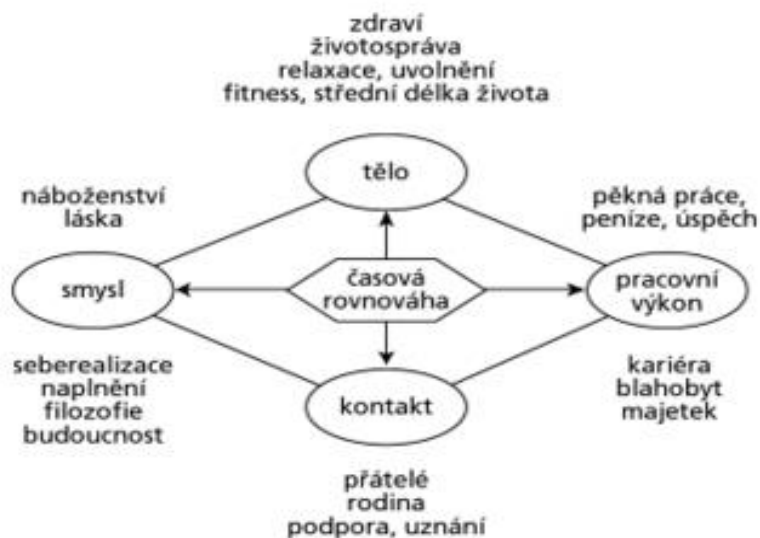 zdraví
životospráva
relaxace, uvolnění
fitness, střední délka života
tělo
náboženství
láska
pěkná práce,
peníze, úspěch
smysl
časová
rovnováha
pracovní
výkon
seberealizace
naplnění
filozofie
budoucnost
kontakt
kariéra
blahobyt
majetek
přátelé
rodina
podpora, uznání